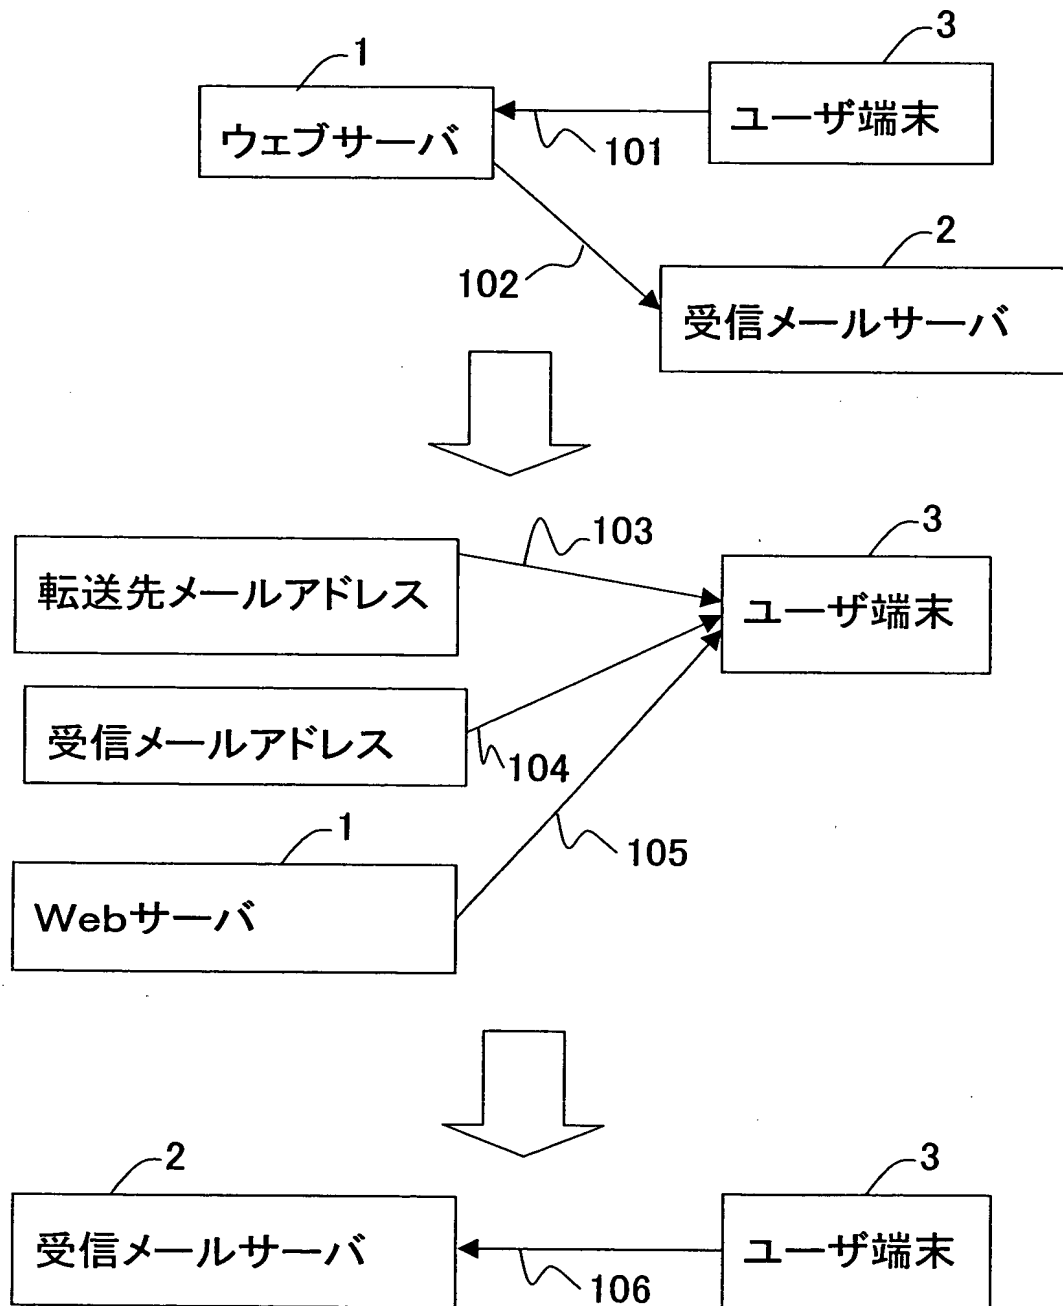 3
1
ユーザ端末
ウェブサーバ
101
2
102
受信メールサーバ
103
3
転送先メールアドレス
ユーザ端末
受信メールアドレス
104
1
105
Webサーバ
2
3
受信メールサーバ
ユーザ端末
106